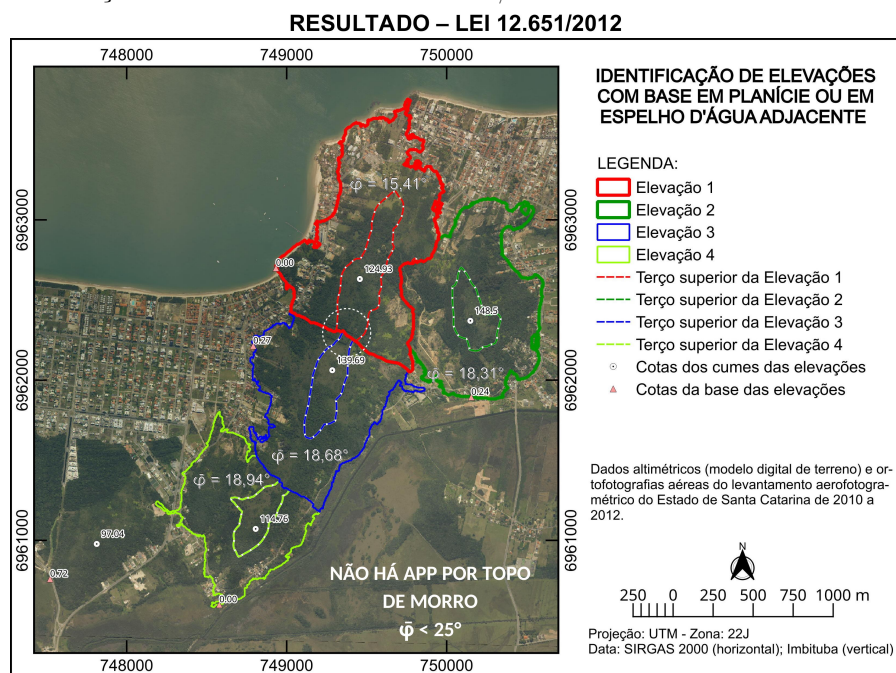 RESULTADO – LEI 12.651/2012
748000 749000 750000
6963000
6962000
6961000
φ = 15,41°
0.00
124.93
148.5
0.27
139.69
φ̄ = 18,31°
0.24
φ̄ = 18,68°
φ̄ = 18,94°
114.76
97.04
0.72
0.00
NÃO HÁ APP POR TOPO
DE MORRO
φ̄ < 25°
6963000
6962000
6961000
748000 749000 750000
IDENTIFICAÇÃO DE ELEVAÇÕES
COM BASE EM PLANÍCIE OU EM
ESPELHO D'ÁGUA ADJACENTE
LEGENDA:
Elevação 1
Elevação 2
Elevação 3
Elevação 4
Terço superior da Elevação 1
Terço superior da Elevação 2
Terço superior da Elevação 3
Terço superior da Elevação 4
Cotas dos cumes das elevações
Cotas da base das elevações
Dados altimétricos (modelo digital de terreno) e or-
tofotografias aéreas do levantamento aerofotogra-
métrico do Estado de Santa Catarina de 2010 a
2012.
N
250 0 250 500 750 1000 m
Projeção: UTM - Zona: 22J
Data: SIRGAS 2000 (horizontal); Imbituba (vertical)